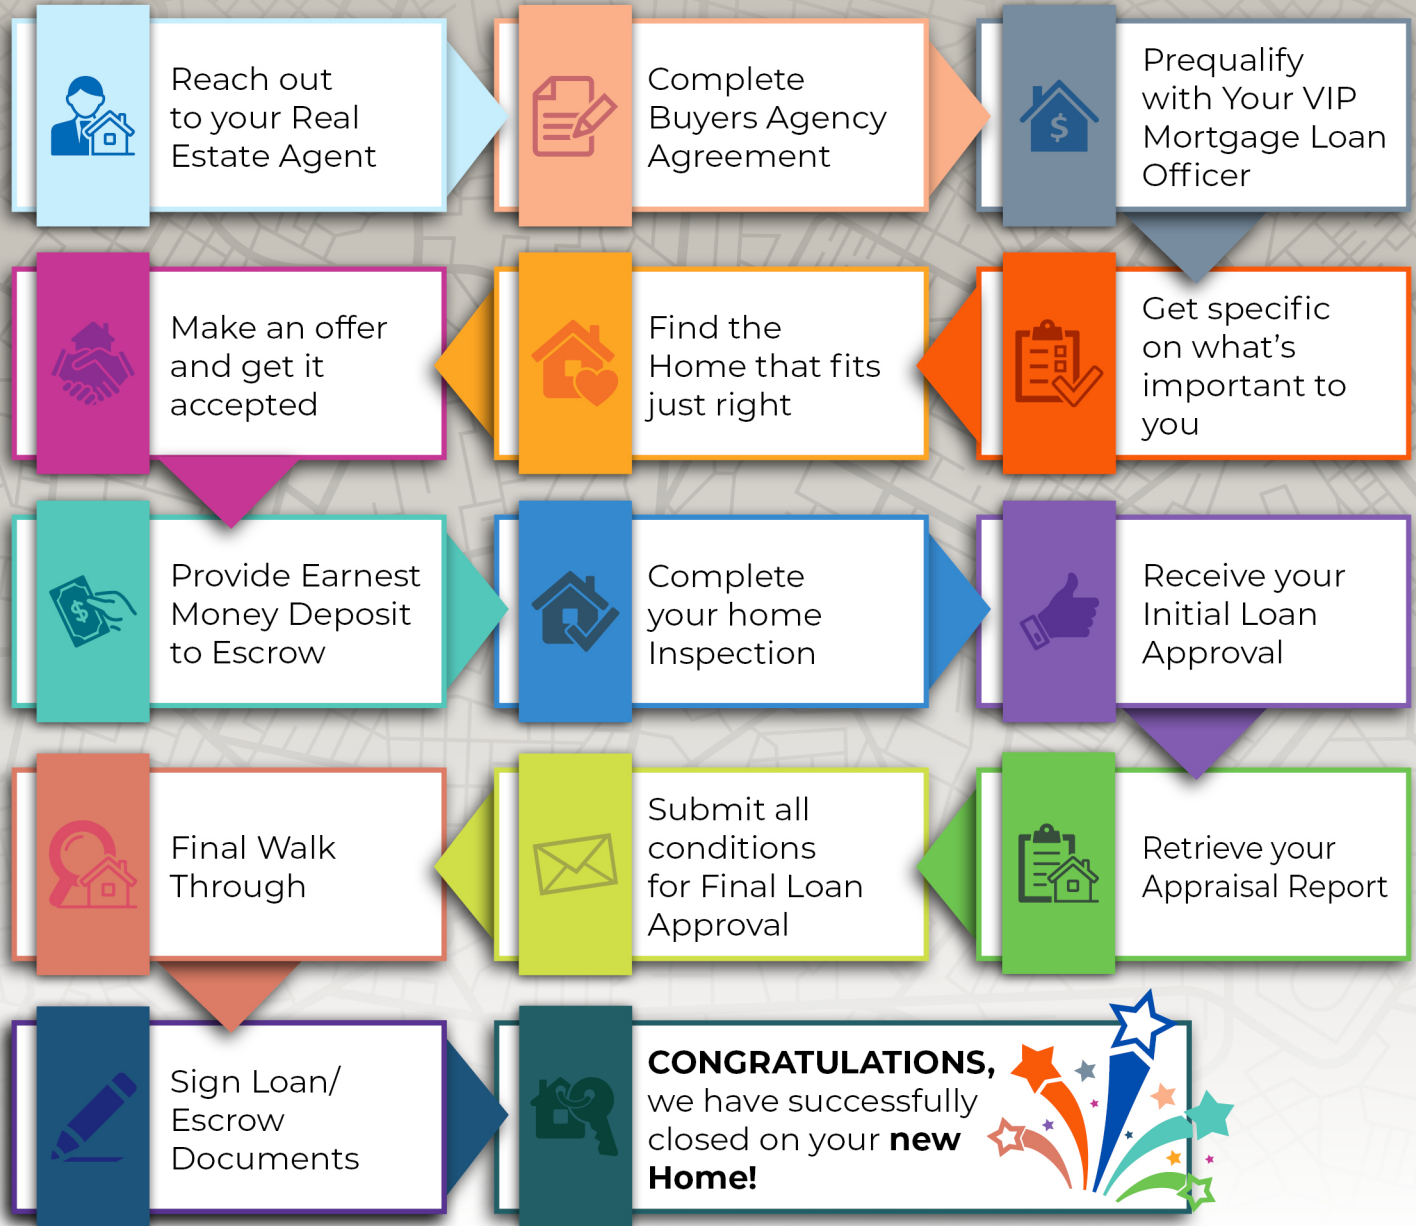 Reach out
to your Real
Estate Agent
Complete
Buyers Agency
Agreement
Prequalify
with Your VIP
Mortgage Loan
Officer
Get specific
on what's
important to
you
Find the
Home that fits
just right
Make an offer
and get it
accepted
Provide Earnest
Money Deposit
to Escrow
Complete
your home
Inspection
Receive your
Initial Loan
Approval
Retrieve your
Appraisal Report
Submit all
conditions
for Final Loan
Approval
Final Walk
Through
Sign Loan/
Escrow
Documents
CONGRATULATIONS,
we have successfully
closed on your new
Home!